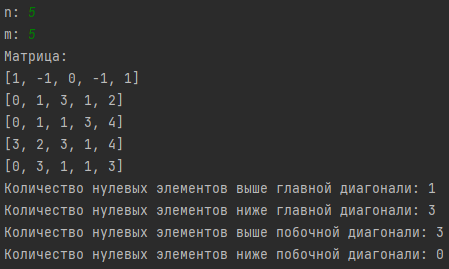 n: 5
m: 5
Матрица:
[1, -1, 0, -1, 1]
[0, 1, 3, 1, 2]
[0, 1, 1, 3, 4]
[3, 2, 3, 1, 4]
[0, 3, 1, 1, 3]
Количество нулевых элементов выше главной диагонали: 1
Количество нулевых элементов ниже главной диагонали: 3
Количество нулевых элементов выше побочной диагонали: 3
Количество нулевых элементов ниже побочной диагонали: 0